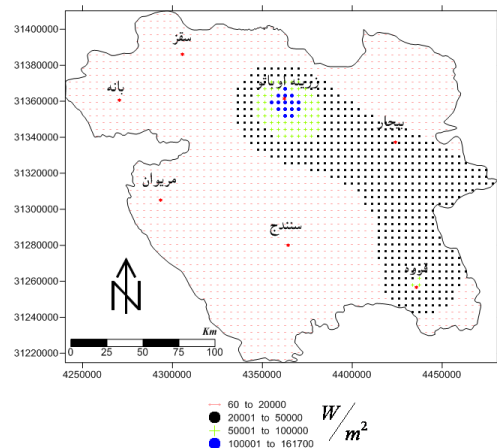 31400000
سقز
31380000
زرینه اوباتو
بانه
31360000
بیجار
31340000
31320000
مریوان
31300000
سنندج
31280000
قروه
31260000
N
31240000
Km
0 25 50 75 100
31220000
4250000 4300000 4350000 4400000 4450000
60 to 20000
20001 to 50000
50001 to 100000
100001 to 161700
W/m²